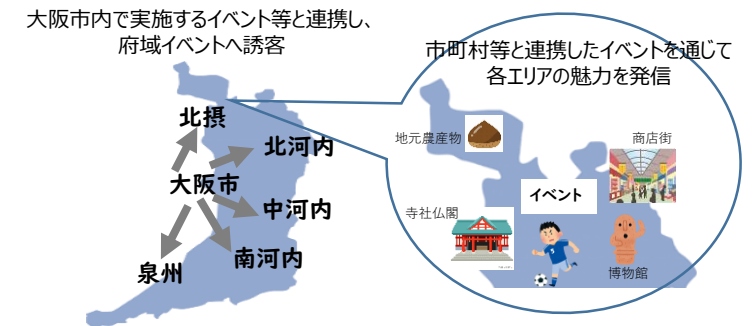 大阪市内で実施するイベント等と連携し、
府域イベントへ誘客
北摂
北河内
大阪市
中河内
南河内
泉州
市町村等と連携したイベントを通じて
各エリアの魅力を発信
地元農産物
商店街
イベント
寺社仏閣
博物館